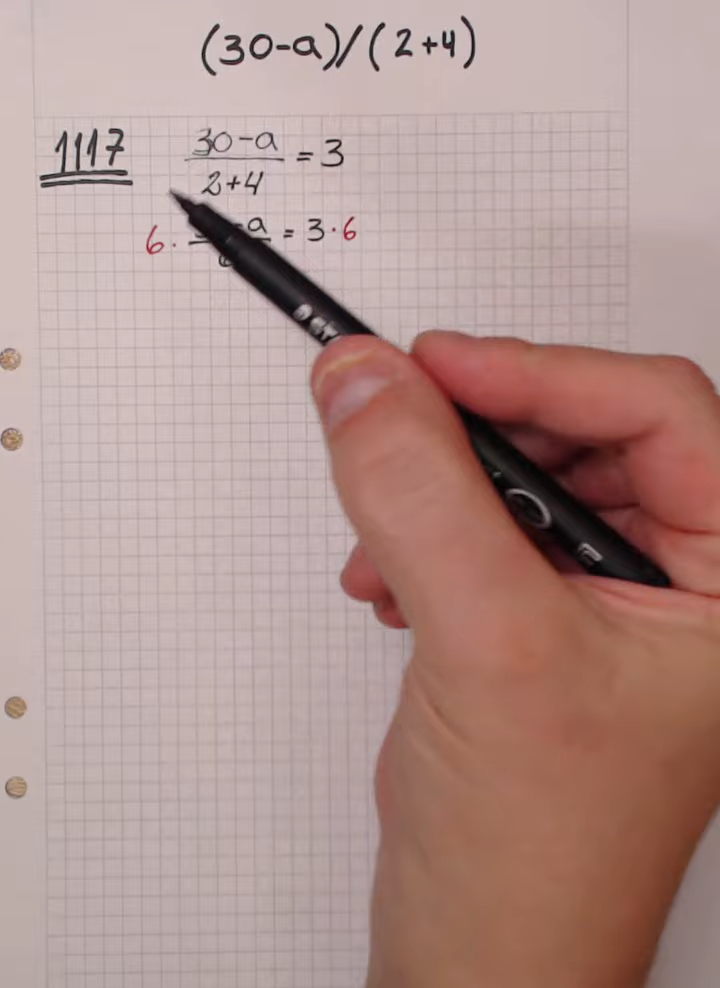 (30-a)/(2+4)
1117
30-a
2+4
= 3
6 · a = 3 · 6